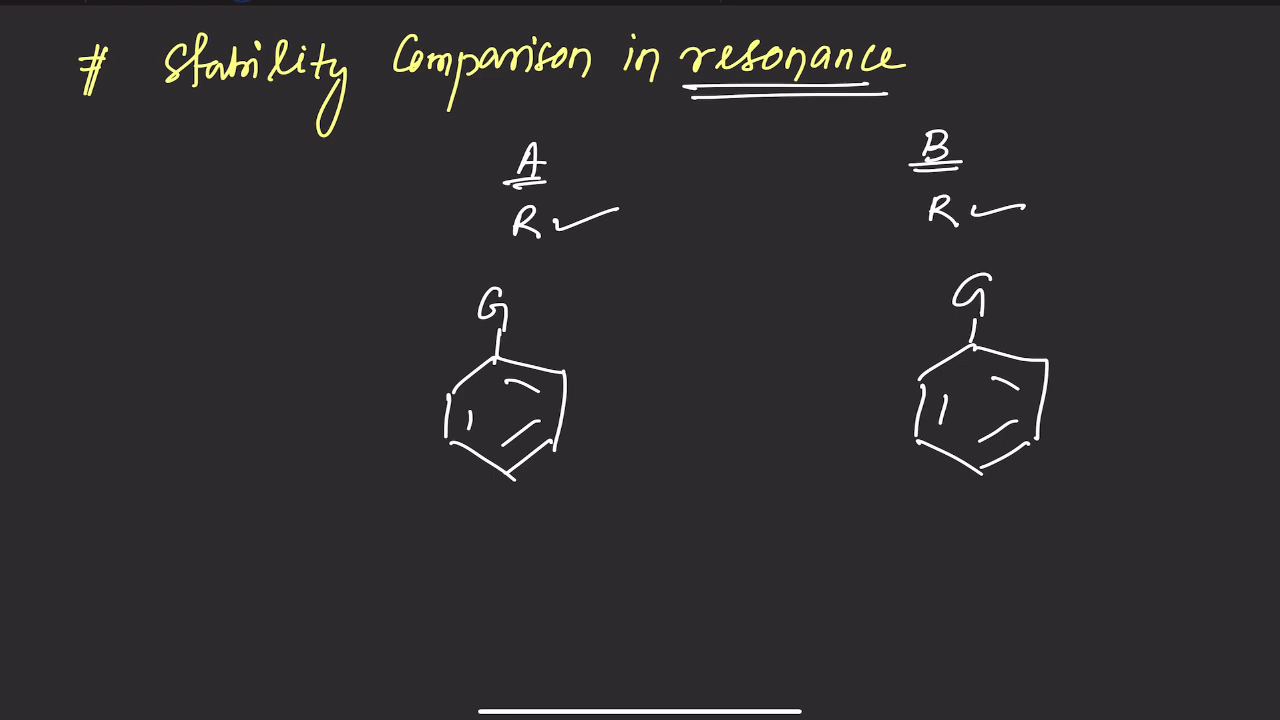 # Stability Comparison in resonance
A B
R ✓ R ✓
G G